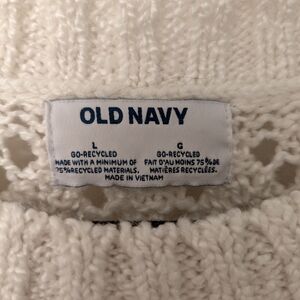 OLD NAVY
L G
GO-RECYCLED GO-RECYCLED
MADE WITH A MINIMUM OF FAIT D'AU MOINS 75% DE
75% RECYCLED MATERIALS. MATIÈRES RECYCLÉES.
MADE IN VIETNAM